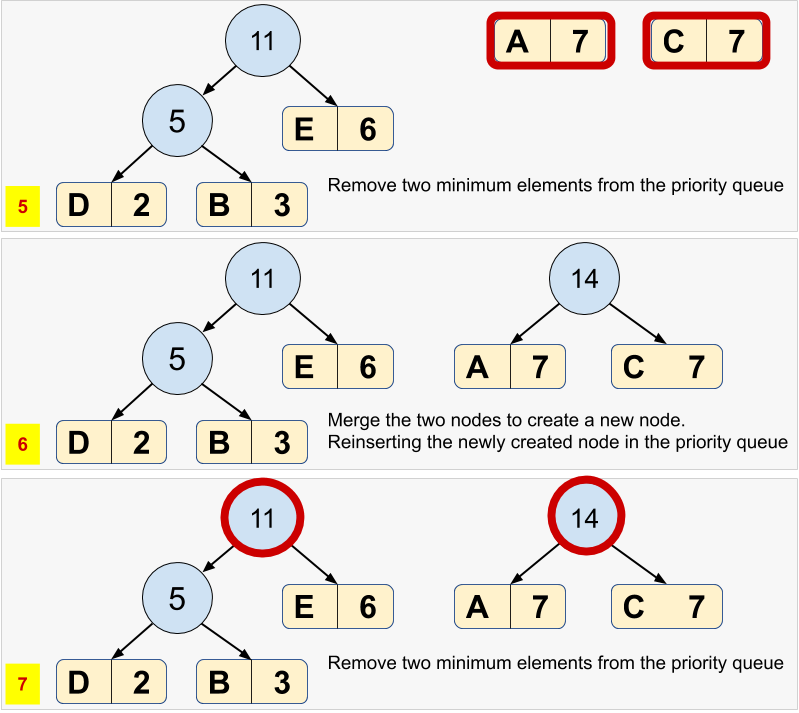 11
A 7
C 7
5
E 6
D 2
B 3
Remove two minimum elements from the priority queue
5
11
14
5
E 6
A 7
C 7
D 2
B 3
Merge the two nodes to create a new node.
Reinserting the newly created node in the priority queue
6
11
14
5
E 6
A 7
C 7
D 2
B 3
Remove two minimum elements from the priority queue
7